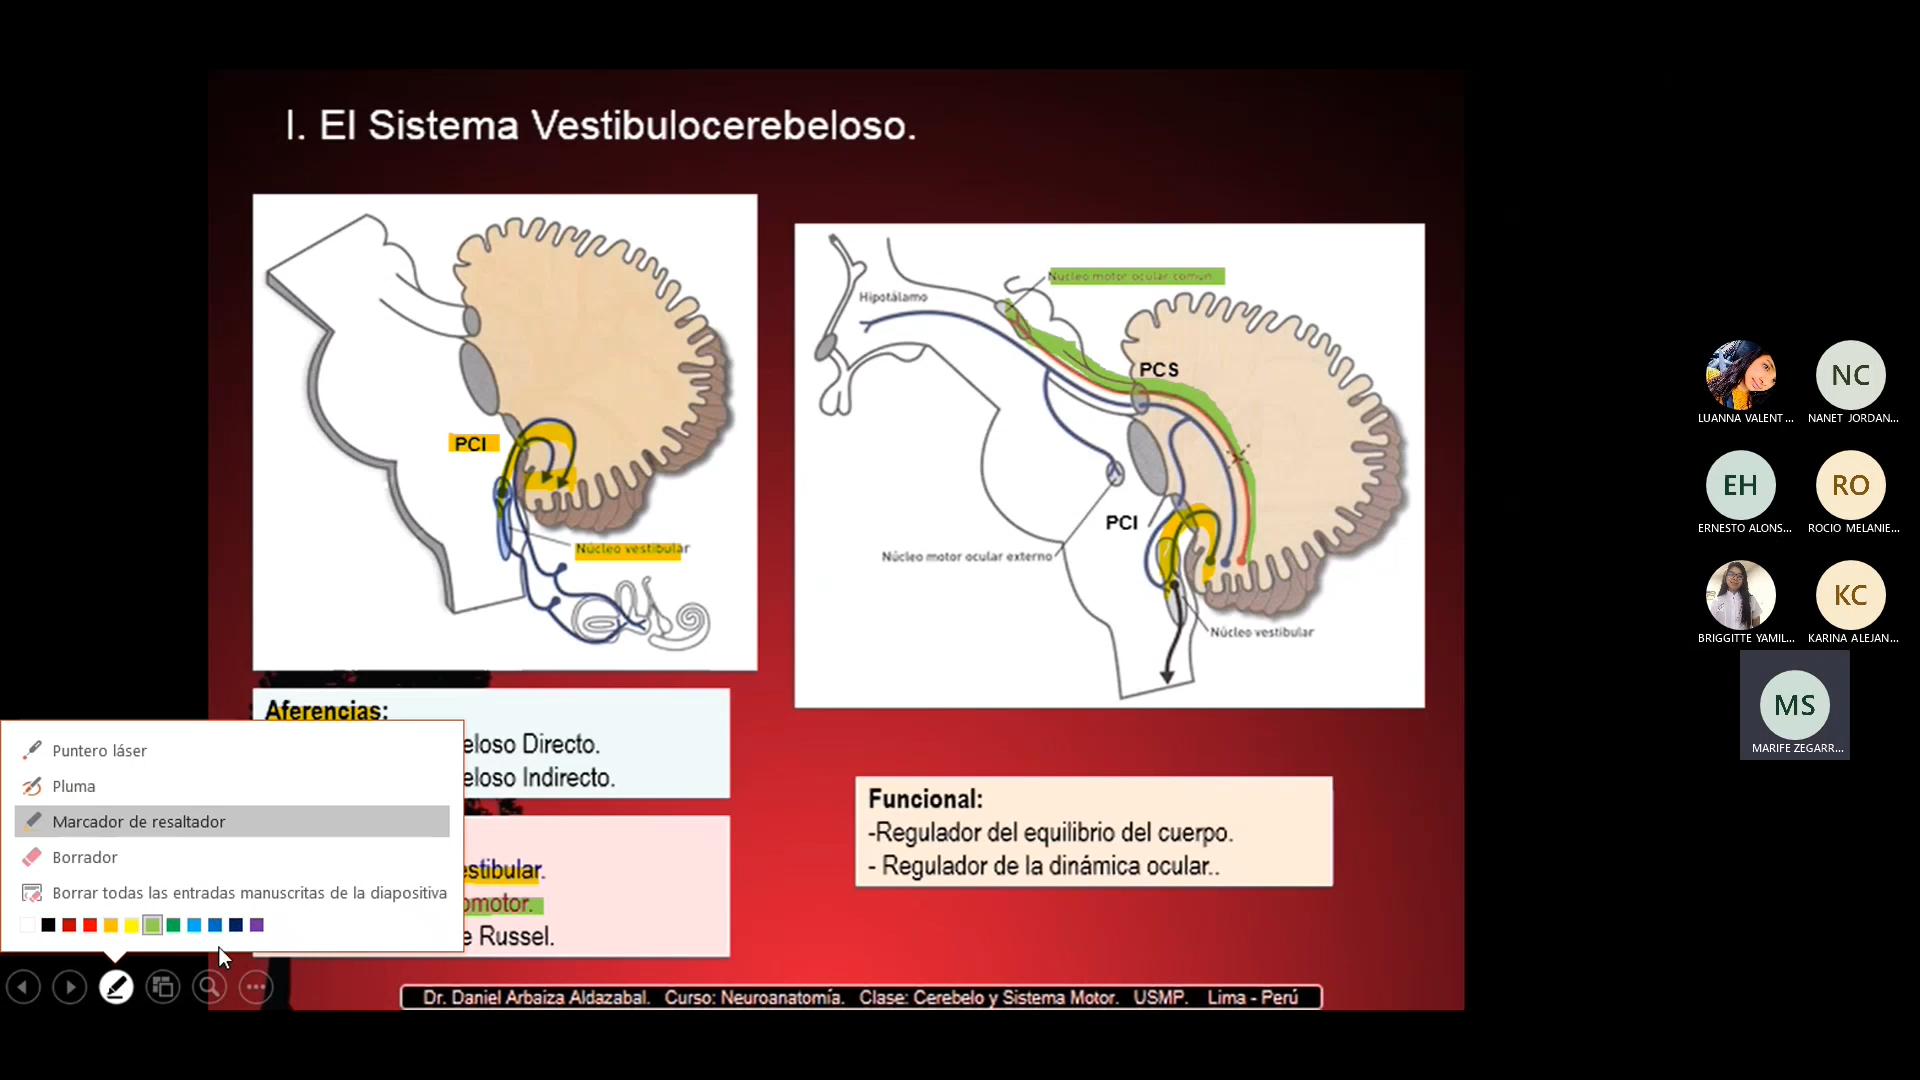 I. El Sistema Vestibulocerebeloso.
PCI
Núcleo vestibular
Núcleo motor ocular comun
Hipotálamo
PCS
PCI
Núcleo motor ocular externo
Núcleo vestibular
Aferencias:
eloso Directo.
eloso Indirecto.
estibular.
omotor.
e Russel.
Funcional:
-Regulador del equilibrio del cuerpo.
- Regulador de la dinámica ocular..
Dr. Daniel Arbaiza Aldazabal. Curso: Neuroanatomía. Clase: Cerebelo y Sistema Motor. USMP. Lima - Perú
Puntero láser
Pluma
Marcador de resaltador
Borrador
Borrar todas las entradas manuscritas de la diapositiva
LUANNA VALENT...
NC
NANET JORDAN...
EH
ERNESTO ALONS...
RO
ROCIO MELANIE...
BRIGGITTE YAMIL...
KC
KARINA ALEJAN...
MS
MARIFE ZEGARR...